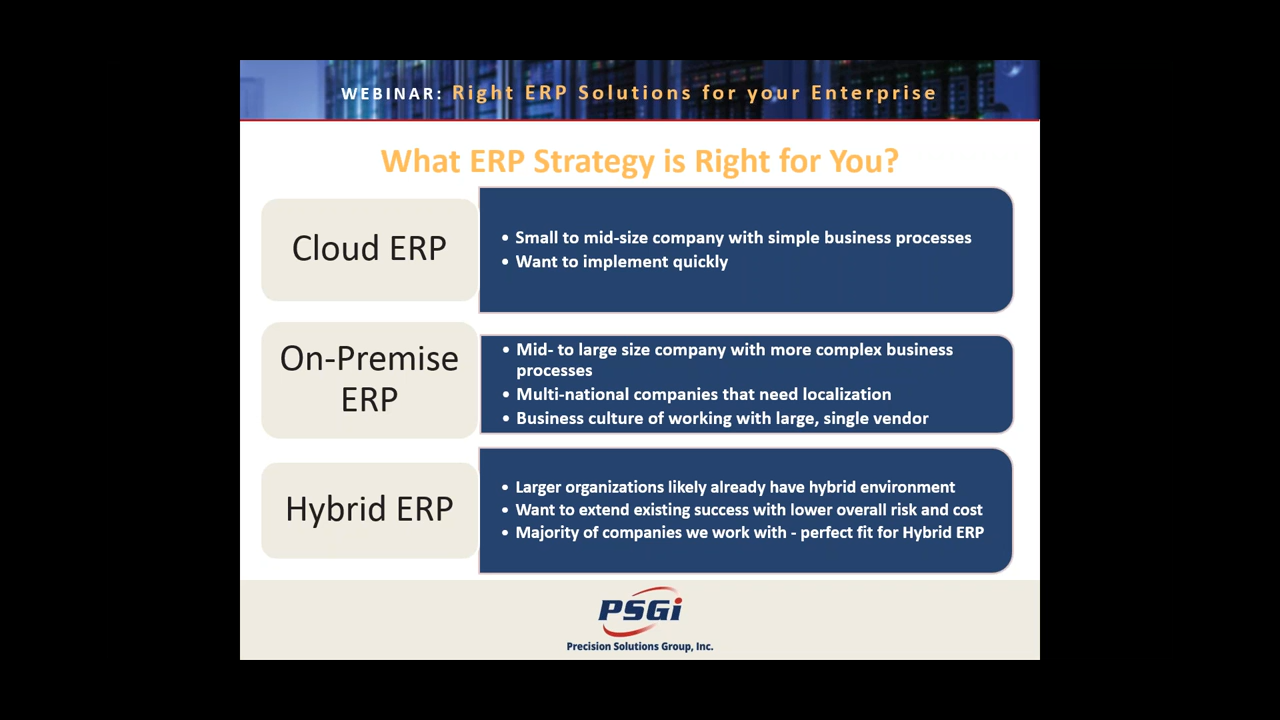 WEBINAR: Right ERP Solutions for your Enterprise
What ERP Strategy is Right for You?
Cloud ERP
• Small to mid-size company with simple business processes
• Want to implement quickly
On-Premise
ERP
• Mid- to large size company with more complex business
processes
• Multi-national companies that need localization
• Business culture of working with large, single vendor
Hybrid ERP
• Larger organizations likely already have hybrid environment
• Want to extend existing success with lower overall risk and cost
• Majority of companies we work with - perfect fit for Hybrid ERP
PSGi
Precision Solutions Group, Inc.